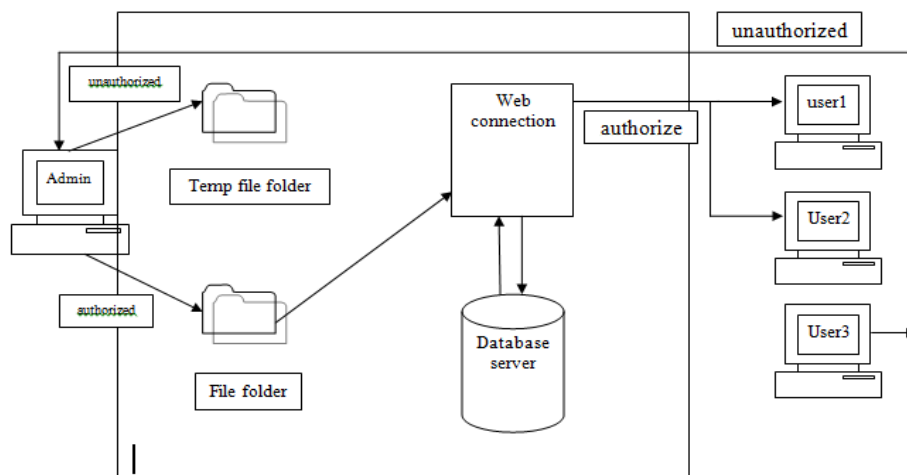 unauthorized
unauthorized
Web
connection
user1
authorize
Admin
Temp file folder
User2
authorized
Database
server
User3
File folder